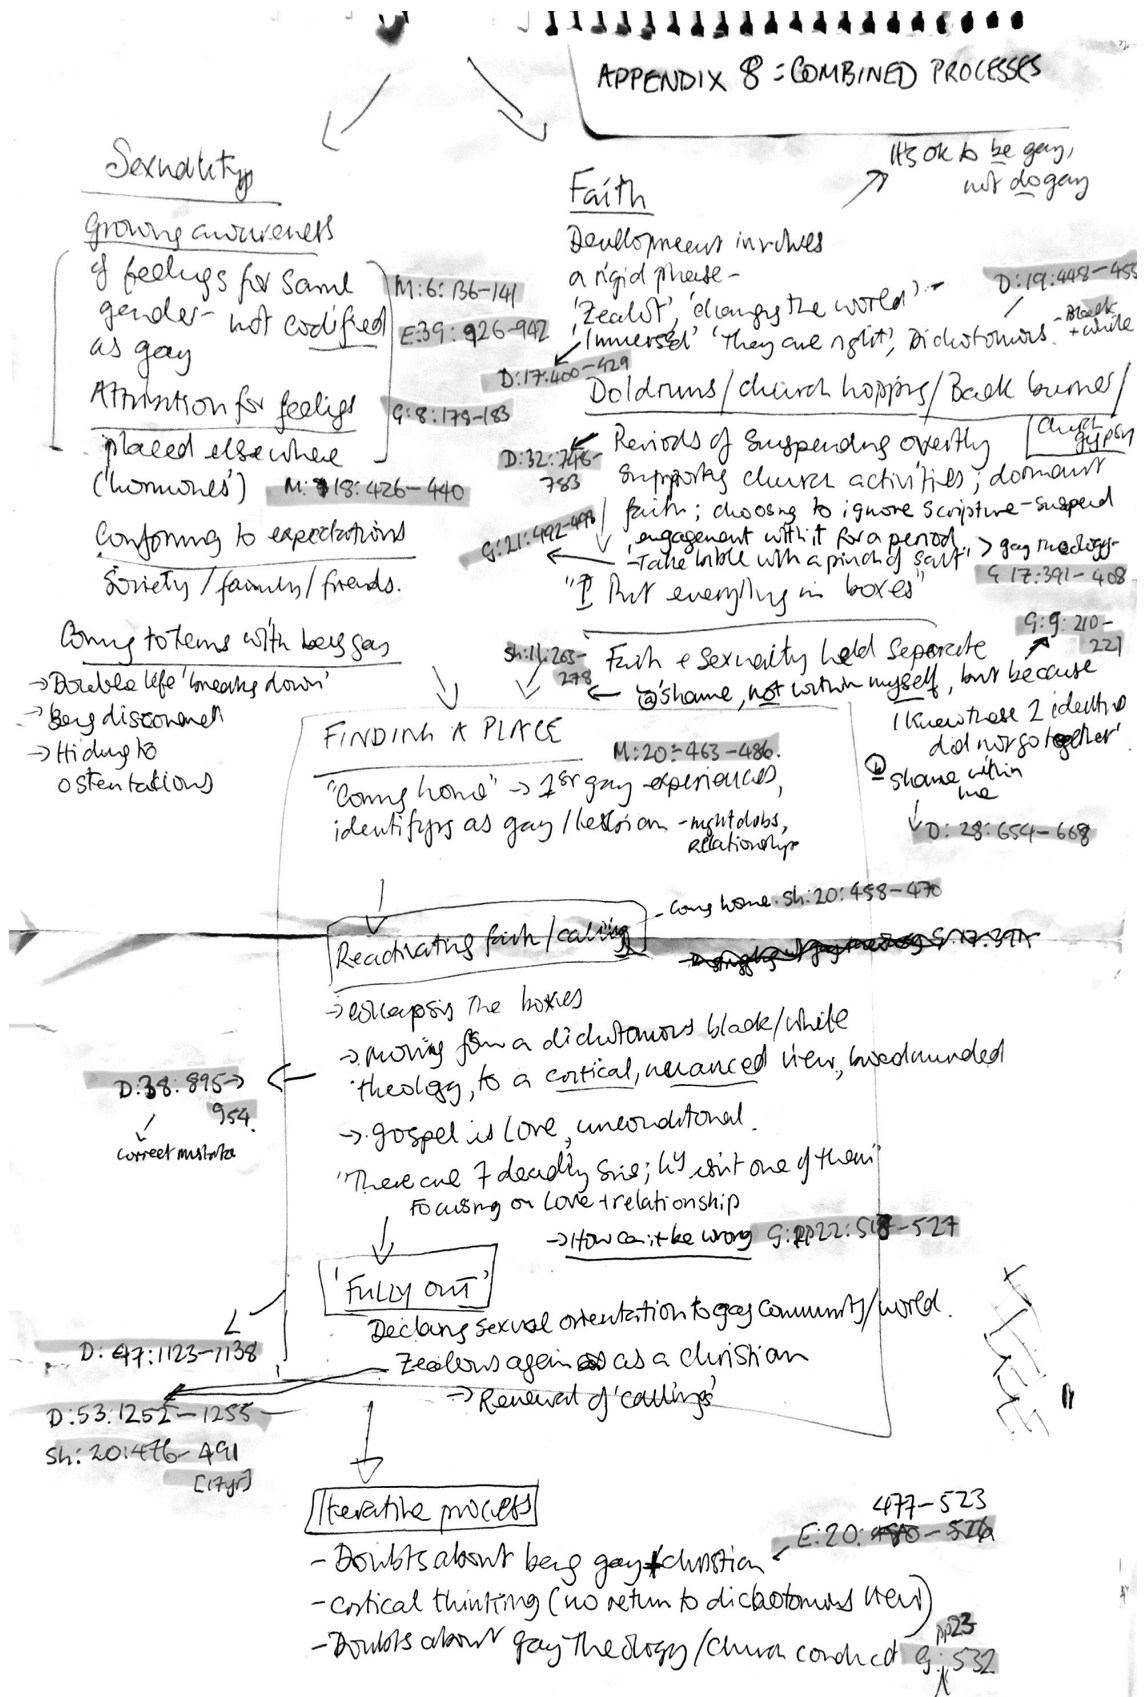 APPENDIX 8 : COMBINED PROCESSES
It's ok to be gay,
not do gay
Sexuality
Growing awareness
of feelings for same
gender - not codified
as gay
M:6:136-141
E:39:926-942
Attribution for feelings
placed elsewhere
('hormones')
G:8:179-183
M: 18:426-440
Conforming to expectations
Society/family/friends.
Coming to terms with being gay
→ Double life 'breaks down'
→ Being discovered
→ Hiding to
ostentations
Faith
Development involves
a rigid phase -
'Zealot', 'changing the world'
'Immersed' 'They are right', Dichotomous - Black
+ white
D:19:448-455
D:17:400-429
Doldrums/church hopping/Back burner/
church
gypsy
Periods of suspending overtly
supporting church activities; dormant
faith; choosing to ignore scripture - suspend
engagement with it for a period
- Take bible with a pinch of salt
> gay theology -
G 17:391-408
D:32:748-
783
G:21:492-498
"I Put everything in boxes"
Faith & sexuality held separate
G:9:210-
221
Sh:11:263-
278
ⓐ 'shame, not within myself, but because
I knew these 2 identities
did not go together'
ⓑ shame within
me
D: 28:654-668
FINDING A PLACE
M:20:463-486.
"Coming home" → 1st gay experiences,
identifying as gay/lesbian - nightclubs,
relationships
Reactivating faith/calling
- Coming home. Sh:20:458-470
→ collapsing the boxes
→ moving from a dichotomous black/white
theology, to a critical, nuanced view, broadminded
D:38:895→
954.
correct mistake
→ gospel is Love, unconditional.
"There are 7 deadly sins; it isn't one of them"
Focusing on Love + relationship
→ How can it be wrong G:pp22:518-527
'FULLY OUT'
Declaring sexual orientation to gay community/world.
D: 47:1123-1138
Zealous again as a christian
→ Renewal of 'callings'
D:53:1252-1255
Sh: 20:476-491
[17yr]
Iterative process
477-523
E:20:
- Doubts about being gay + christian
- critical thinking (no return to dichotomous view)
- Doubts about gay theology/church conduct G: pp23 532